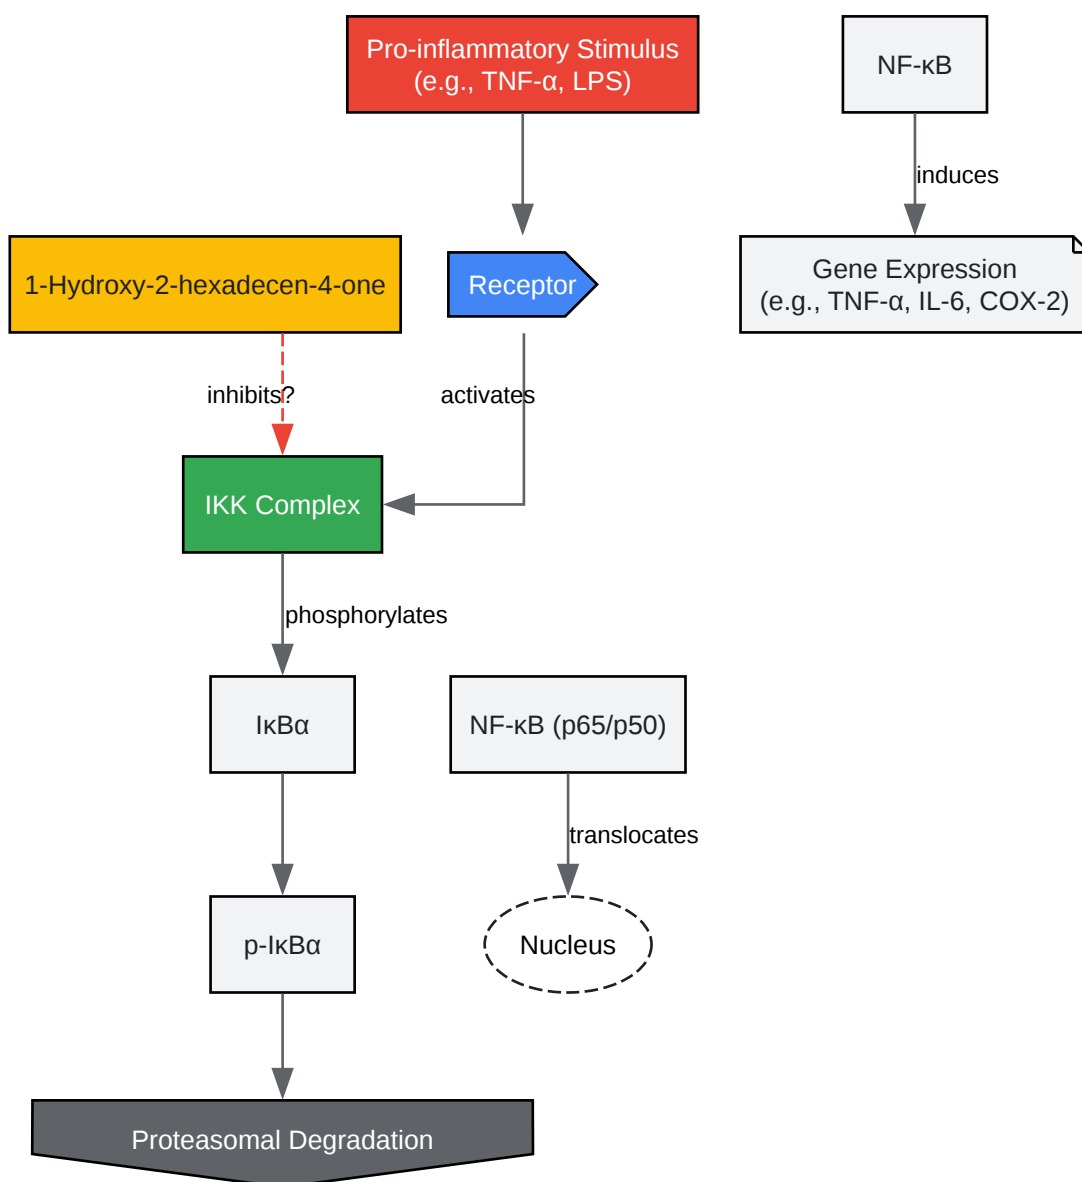 Pro-inflammatory Stimulus
(e.g., TNF-α, LPS)
NF-κB
induces
1-Hydroxy-2-hexadecen-4-one
Receptor
Gene Expression
(e.g., TNF-α, IL-6, COX-2)
inhibits?
activates
IKK Complex
phosphorylates
IκBα
NF-κB (p65/p50)
translocates
p-IκBα
Nucleus
Proteasomal Degradation